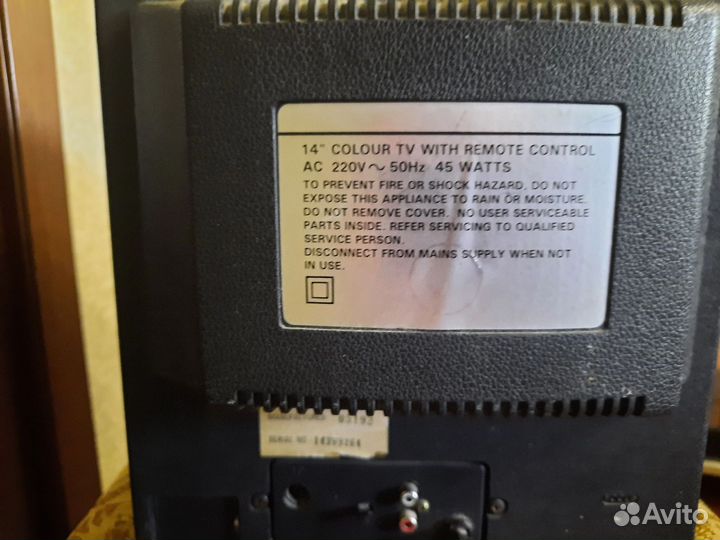 14" COLOUR TV WITH REMOTE CONTROL
AC 220V ~ 50Hz 45 WATTS
TO PREVENT FIRE OR SHOCK HAZARD, DO NOT
EXPOSE THIS APPLIANCE TO RAIN OR MOISTURE.
DO NOT REMOVE COVER. NO USER SERVICEABLE
PARTS INSIDE. REFER SERVICING TO QUALIFIED
SERVICE PERSON.
DISCONNECT FROM MAINS SUPPLY WHEN NOT
IN USE.
SERIAL NO
Avito